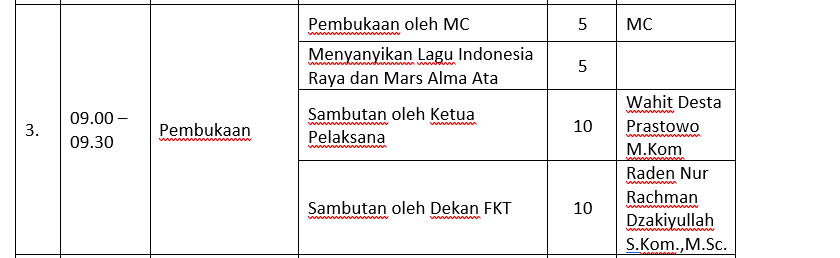 3.
09.00 –
09.30
Pembukaan
Pembukaan oleh MC
5
MC
Menyanyikan Lagu Indonesia
Raya dan Mars Alma Ata
5
Sambutan oleh Ketua
Pelaksana
10
Wahit Desta
Prastowo
M.Kom
Sambutan oleh Dekan FKT
10
Raden Nur
Rachman
Dzakiyullah
S.Kom.,M.Sc.